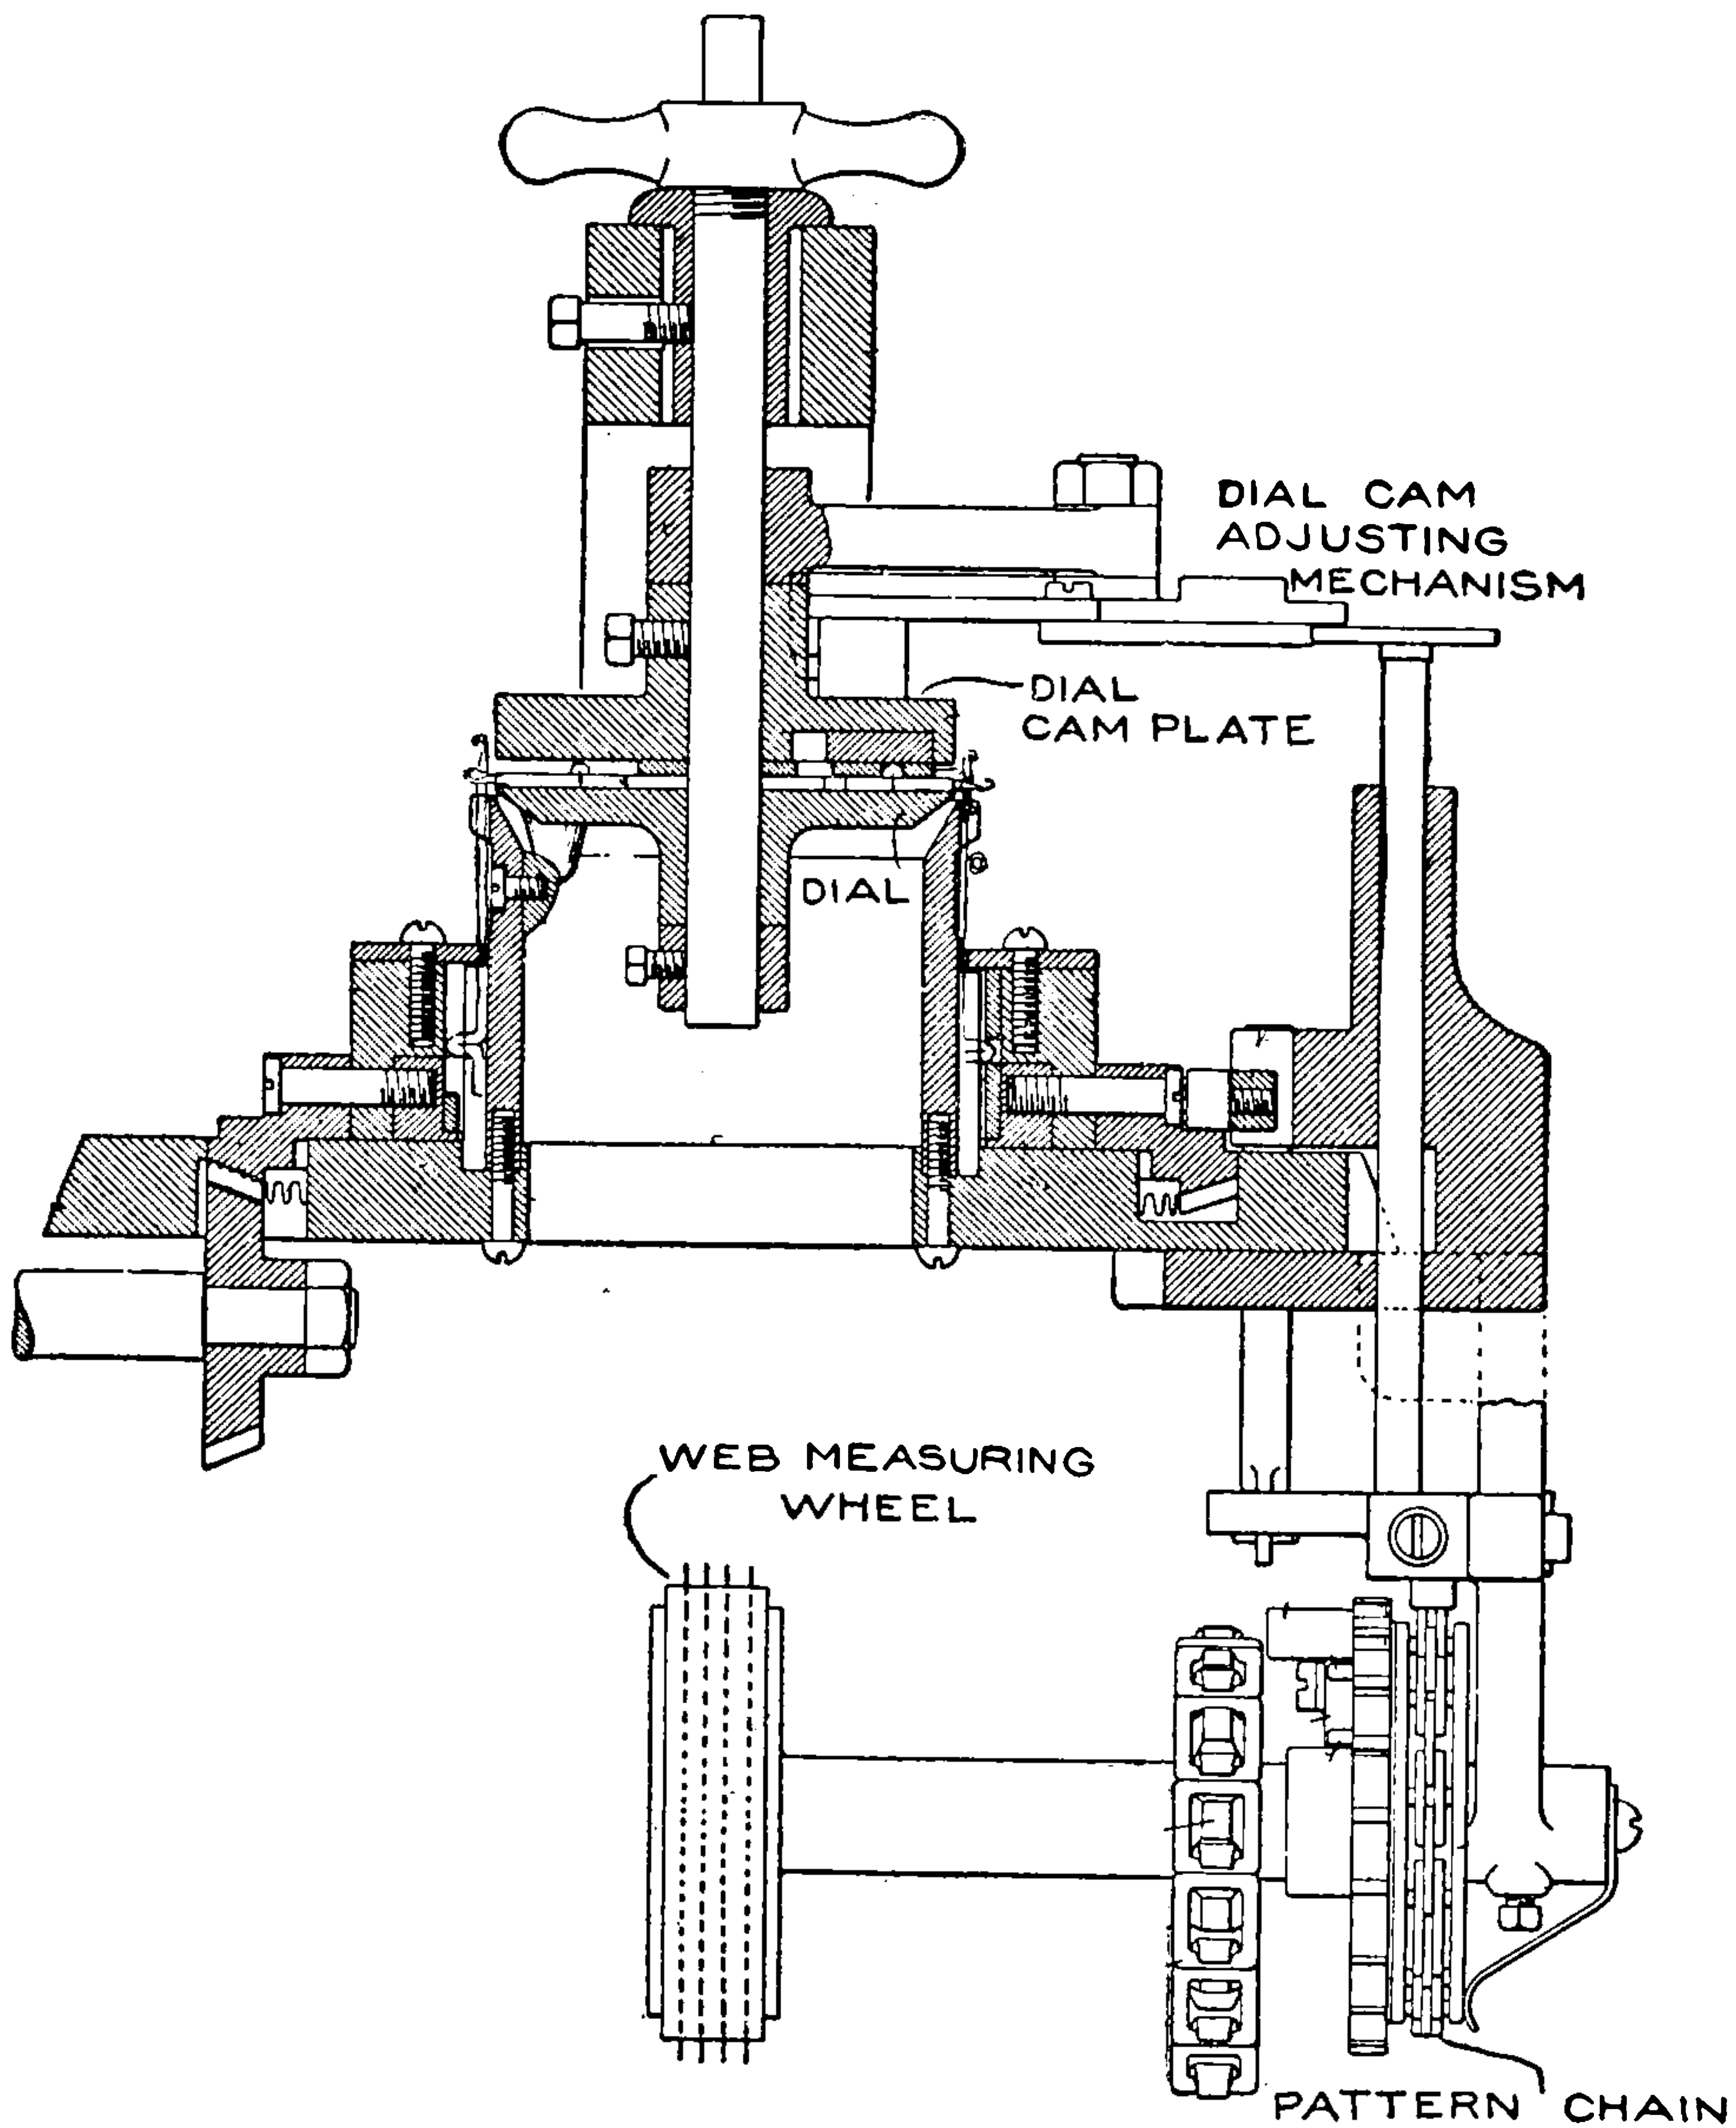 DIAL CAM
ADJUSTING
MECHANISM
DIAL
CAM PLATE
DIAL
WEB MEASURING
WHEEL
PATTERN CHAIN